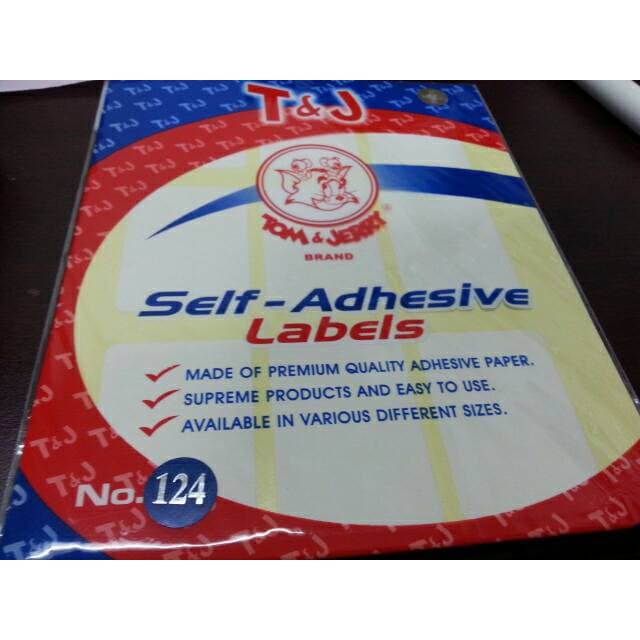 T&J
TOM & JERRY
BRAND
Self-Adhesive
Labels
MADE OF PREMIUM QUALITY ADHESIVE PAPER.
SUPREME PRODUCTS AND EASY TO USE.
AVAILABLE IN VARIOUS DIFFERENT SIZES.
No. 124